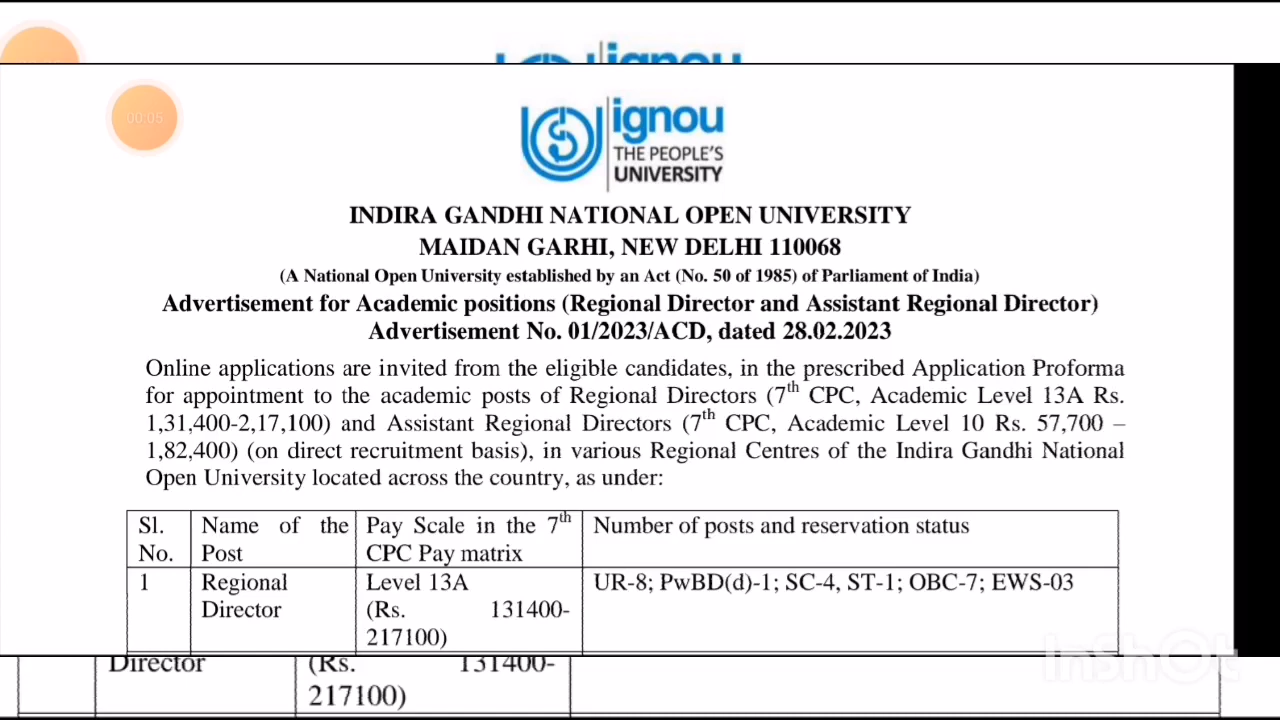 ignou
00:05
ignou
THE PEOPLE'S
UNIVERSITY
INDIRA GANDHI NATIONAL OPEN UNIVERSITY
MAIDAN GARHI, NEW DELHI 110068
(A National Open University established by an Act (No. 50 of 1985) of Parliament of India)
Advertisement for Academic positions (Regional Director and Assistant Regional Director)
Advertisement No. 01/2023/ACD, dated 28.02.2023
Online applications are invited from the eligible candidates, in the prescribed Application Proforma
for appointment to the academic posts of Regional Directors (7th CPC, Academic Level 13A Rs.
1,31,400-2,17,100) and Assistant Regional Directors (7th CPC, Academic Level 10 Rs. 57,700 –
1,82,400) (on direct recruitment basis), in various Regional Centres of the Indira Gandhi National
Open University located across the country, as under:
Sl. No.
Name of the Post
Pay Scale in the 7th CPC Pay matrix
Number of posts and reservation status
1
Regional Director
Level 13A
(Rs. 131400-
217100)
UR-8; PwBD(d)-1; SC-4, ST-1; OBC-7; EWS-03
Director
(Rs. 131400-
217100)
InShOt